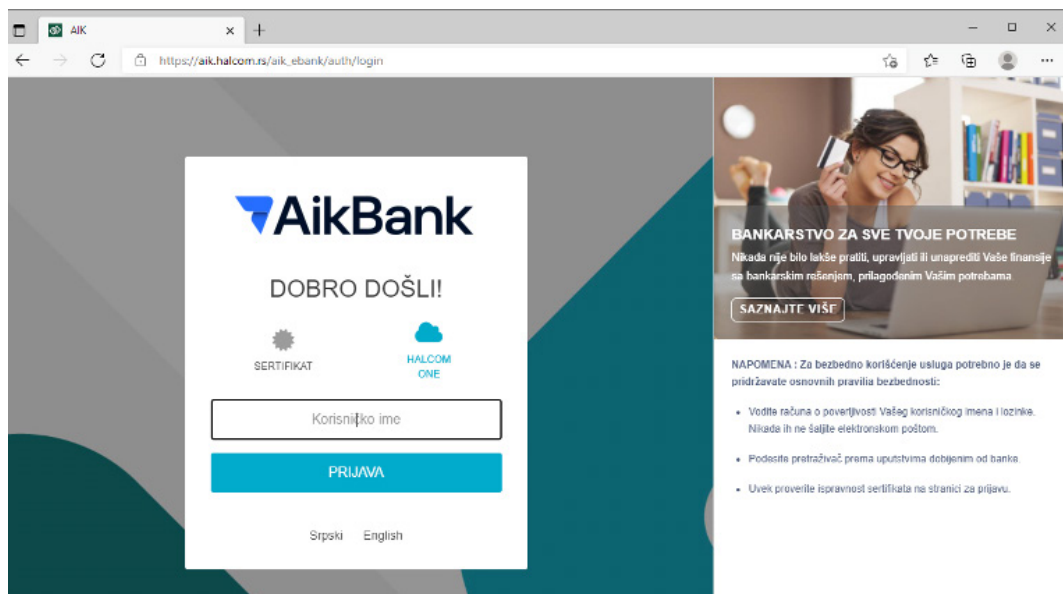 AIK
https://aik.halcom.rs/aik_ebank/auth/login
AikBank
DOBRO DOŠLI!
SERTIFIKAT
HALCOM
ONE
Korisničko ime
PRIJAVA
Srpski English
BANKARSTVO ZA SVE TVOJE POTREBE
Nikada nije bilo lakše pratiti, upravljati ili unaprediti Vaše finansije
sa bankarskim rešenjem, prilagođenim Vašim potrebama.
SAZNAJTE VIŠE
NAPOMENA : Za bezbedno korišćenje usluga potrebno je da se
pridržavate osnovnih pravilia bezbednosti:
• Vodite računa o poverljivosti Vašeg korisničkog imena i lozinke.
Nikada ih ne šaljite elektronskom poštom.
• Podesite pretraživač prema uputstvima dobijenim od banke.
• Uvek proverite ispravnost sertifikata na stranici za prijavu.